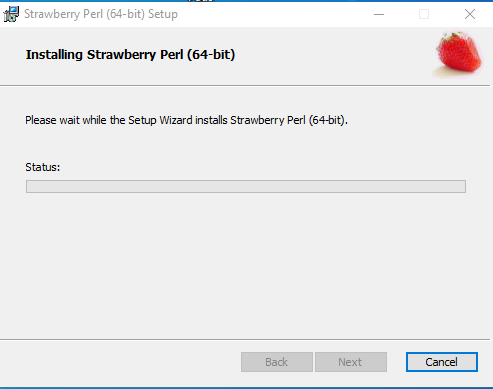 Strawberry Perl (64-bit) Setup
Installing Strawberry Perl (64-bit)
Please wait while the Setup Wizard installs Strawberry Perl (64-bit).
Status:
Back Next Cancel